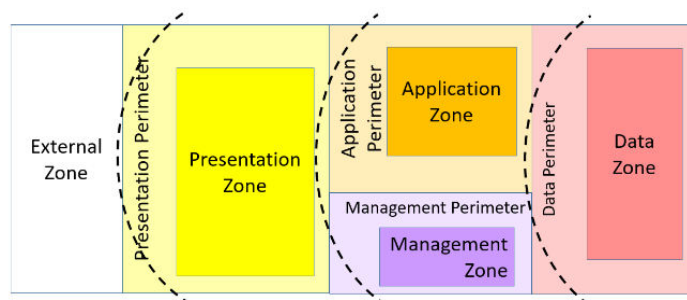 External
Zone
Presentation Perimeter
Presentation
Zone
Application
Perimeter
Application
Zone
Management Perimeter
Management
Zone
Data Perimeter
Data
Zone